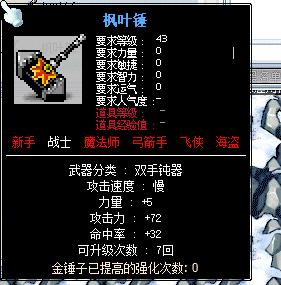 枫叶锤
要求等级： 43
要求力量： -
要求敏捷： -
要求智力： -
要求运气： -
要求人气度： -
道具等级： -
道具经验值： -
新手 战士 魔法师 弓箭手 飞侠 海盗
武器分类 : 双手钝器
攻击速度 : 慢
力量 : +5
攻击力 : +72
命中率 : +32
可升级次数 : 7回
金锤子已提高的强化次数: 0